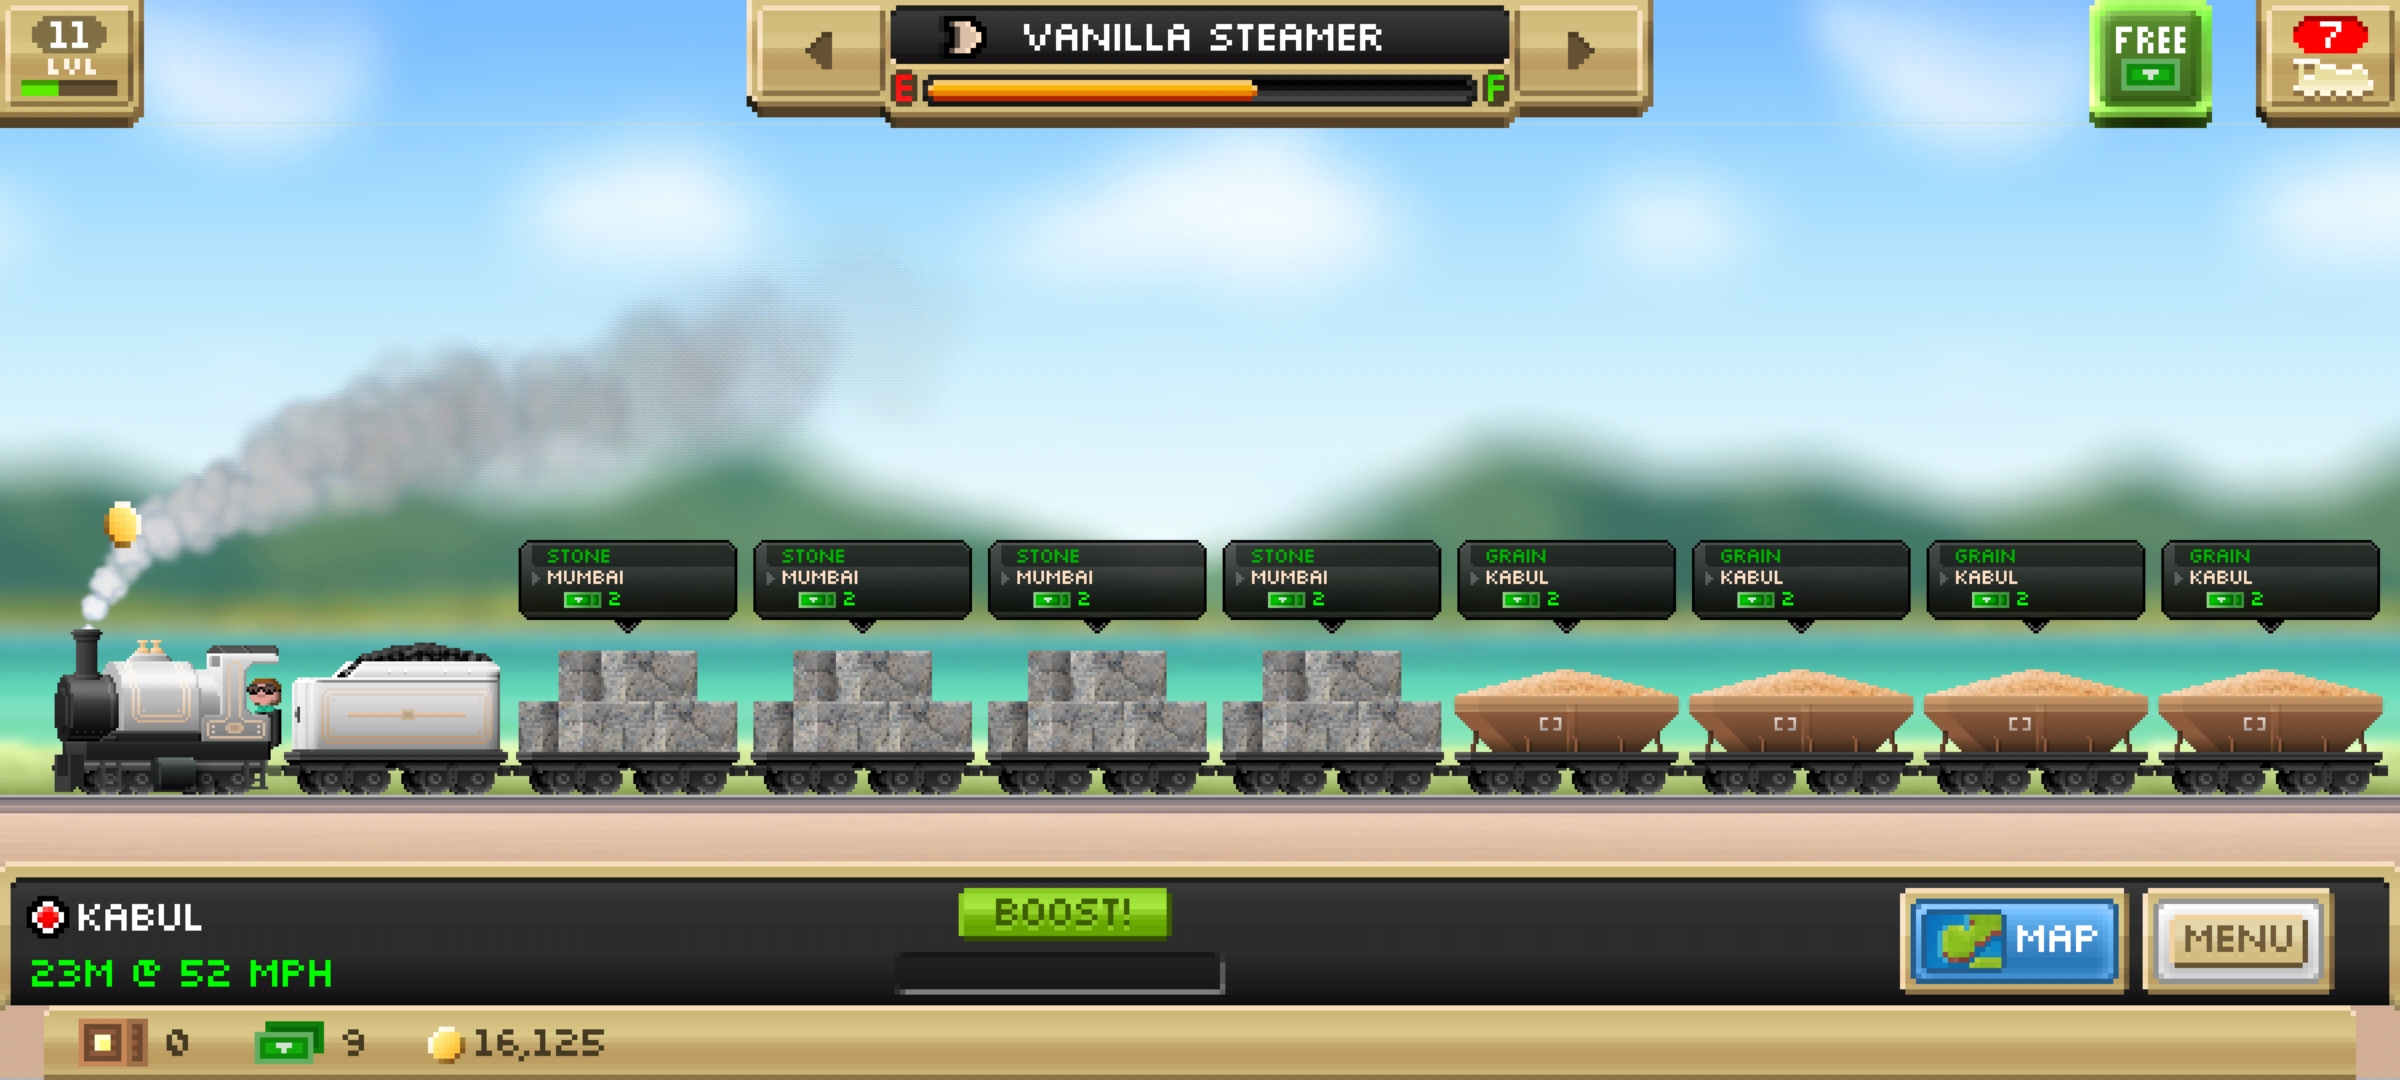 11
LVL
VANILLA STEAMER
E F
FREE
7
STONE
MUMBAI
2
STONE
MUMBAI
2
STONE
MUMBAI
2
STONE
MUMBAI
2
GRAIN
KABUL
2
GRAIN
KABUL
2
GRAIN
KABUL
2
GRAIN
KABUL
2
KABUL
23M @ 52 MPH
BOOST!
MAP
MENU
0
9
16,125